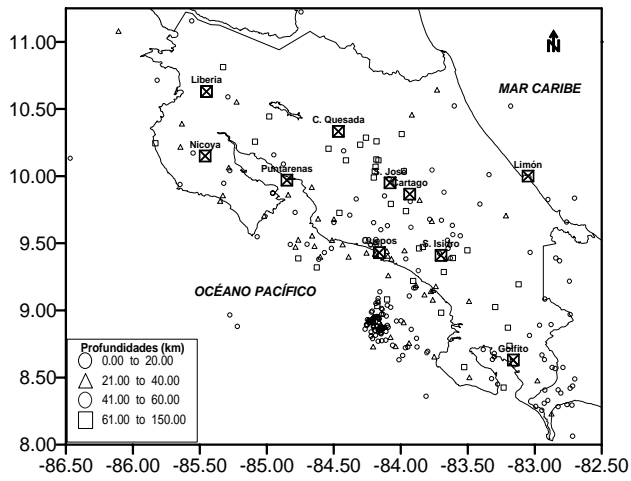 11.00
10.50
10.00
9.50
9.00
8.50
8.00
N
MAR CARIBE
Liberia
C. Quesada
Nicoya
Puntarenas
S. José
Cartago
Limón
Quepos
S. Isidro
OCÉANO PACÍFICO
Golfito
Profundidades (km)
0.00 to 20.00
21.00 to 40.00
41.00 to 60.00
61.00 to 150.00
-86.50 -86.00 -85.50 -85.00 -84.50 -84.00 -83.50 -83.00 -82.50